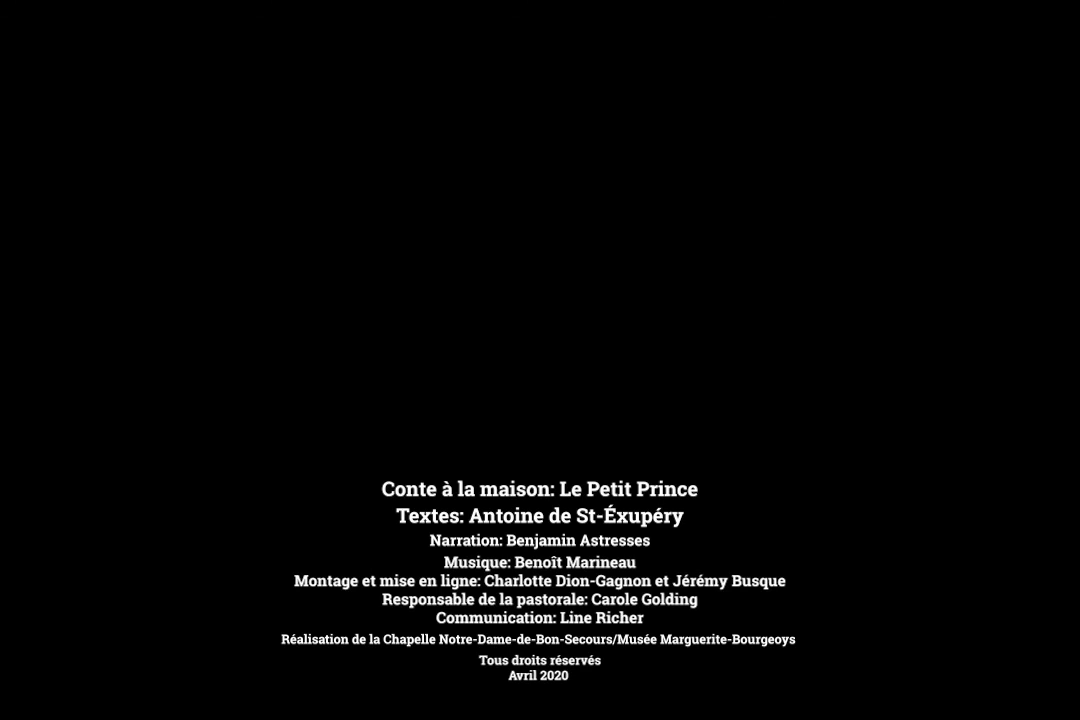 Conte à la maison: Le Petit Prince
Textes: Antoine de St-Éxupéry
Narration: Benjamin Astresses
Musique: Benoît Marineau
Montage et mise en ligne: Charlotte Dion-Gagnon et Jérémy Busque
Responsable de la pastorale: Carole Golding
Communication: Line Richer
Réalisation de la Chapelle Notre-Dame-de-Bon-Secours/Musée Marguerite-Bourgeoys
Tous droits réservés
Avril 2020